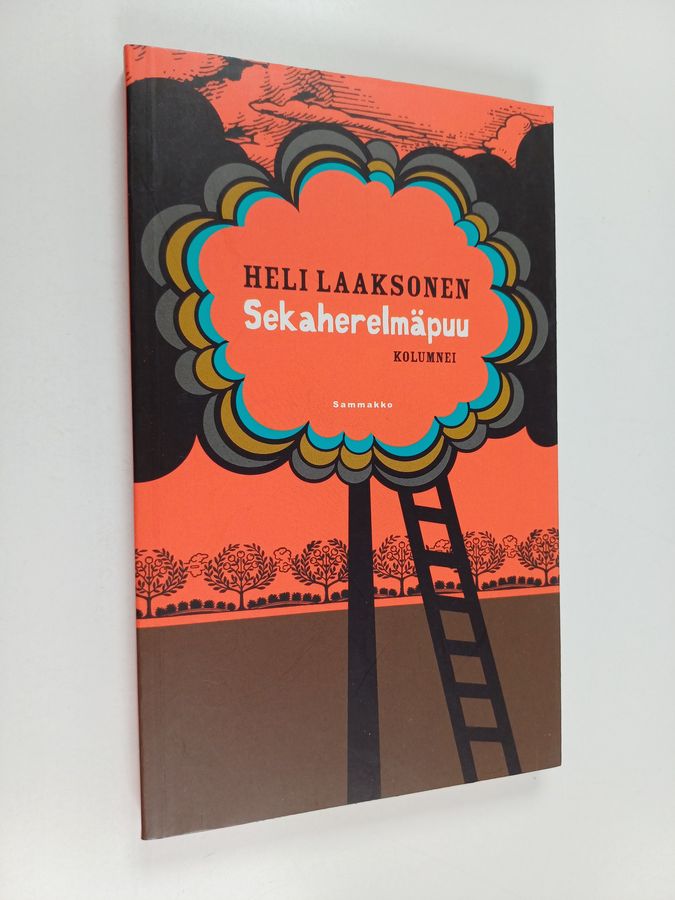 HELI LAAKSONEN
Sekaherelmäpuu
KOLUMNEI
Sammakko